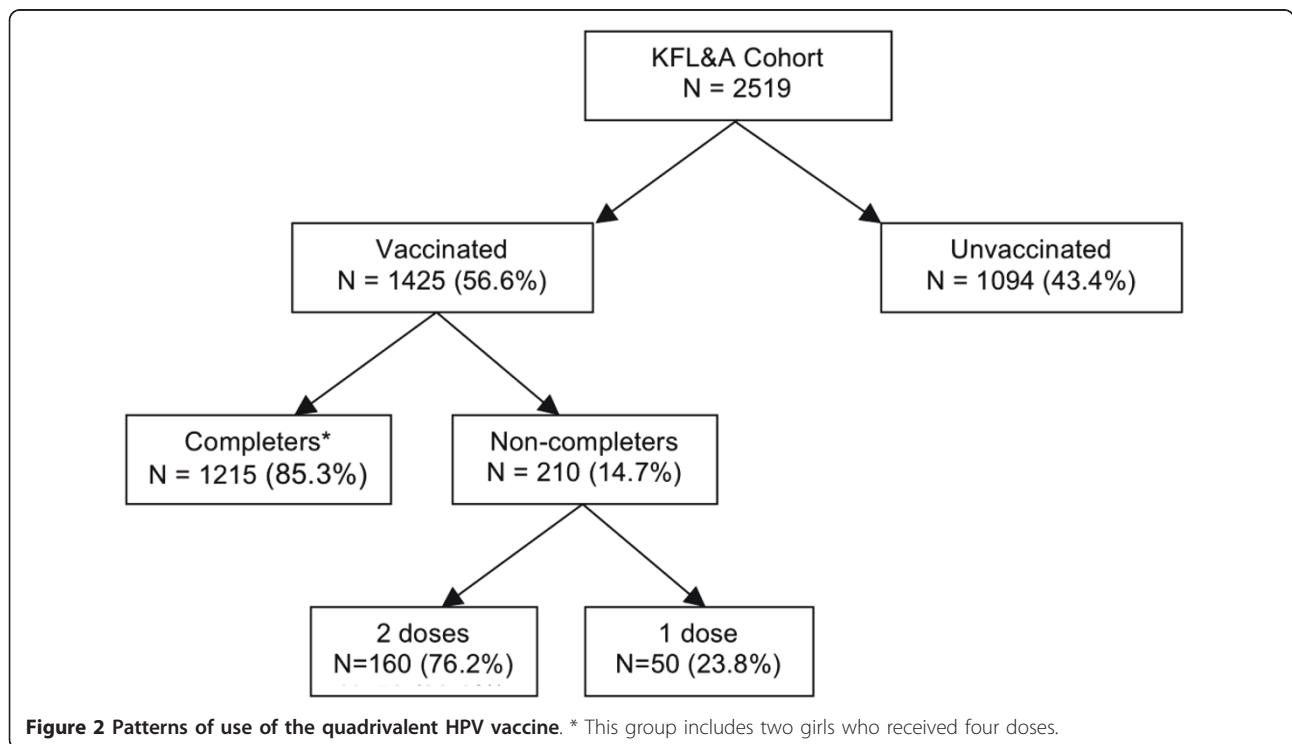 KFL&A Cohort
N = 2519
Vaccinated
N = 1425 (56.6%)
Unvaccinated
N = 1094 (43.4%)
Completers*
N = 1215 (85.3%)
Non-completers
N = 210 (14.7%)
2 doses
N=160 (76.2%)
1 dose
N=50 (23.8%)
Figure 2 Patterns of use of the quadrivalent HPV vaccine. * This group includes two girls who received four doses.